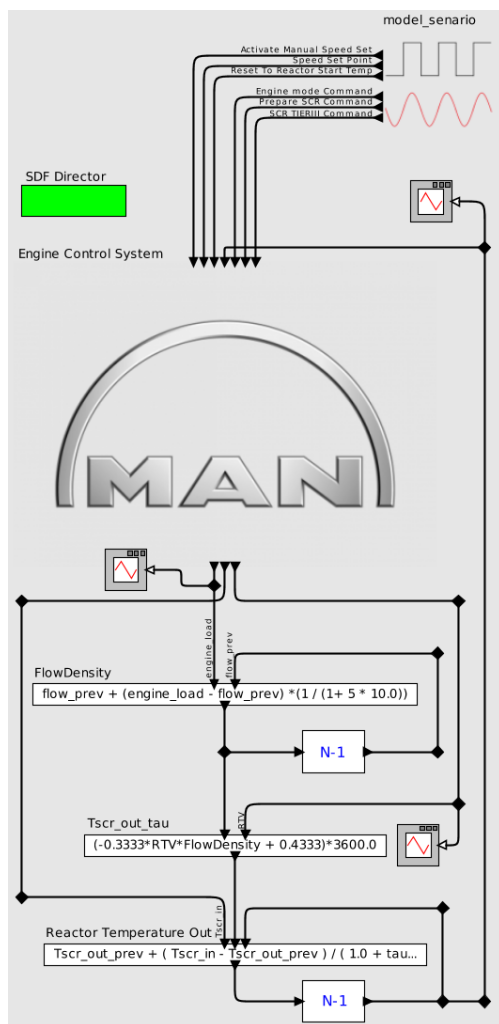 model_senario
Activate Manual Speed Set
Speed Set Point
Reset To Reactor Start Temp
Engine mode Command
Prepare SCR Command
SCR TIERIII Command
SDF Director
Engine Control System
MAN
engine_load
flow_prev
FlowDensity
flow_prev + (engine_load - flow_prev) *(1 / (1+ 5 * 10.0))
N-1
RTV
Tscr_out_tau
(-0.3333*RTV*FlowDensity + 0.4333)*3600.0
Tscr_in
Reactor Temperature Out
Tscr_out_prev + ( Tscr_in - Tscr_out_prev ) / ( 1.0 + tau...
N-1